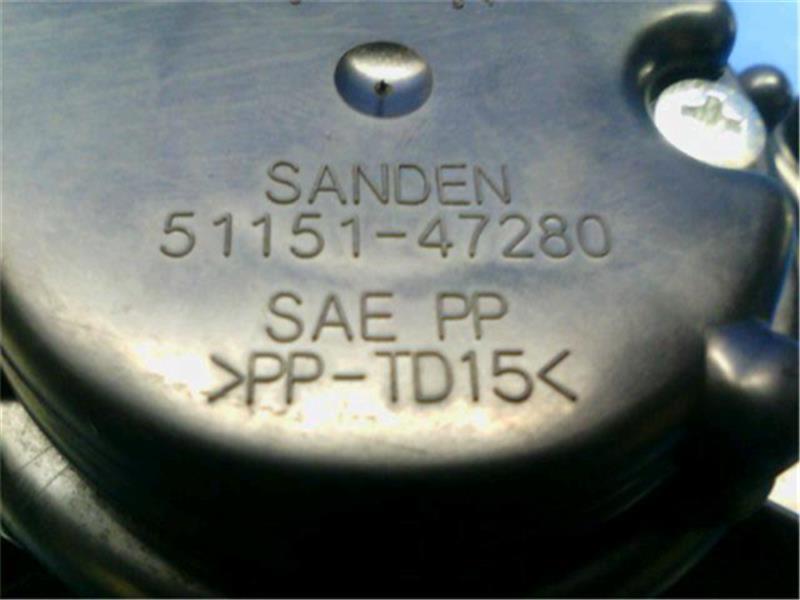 SANDEN
51151-47280
SAE PP
>PP-TD15<